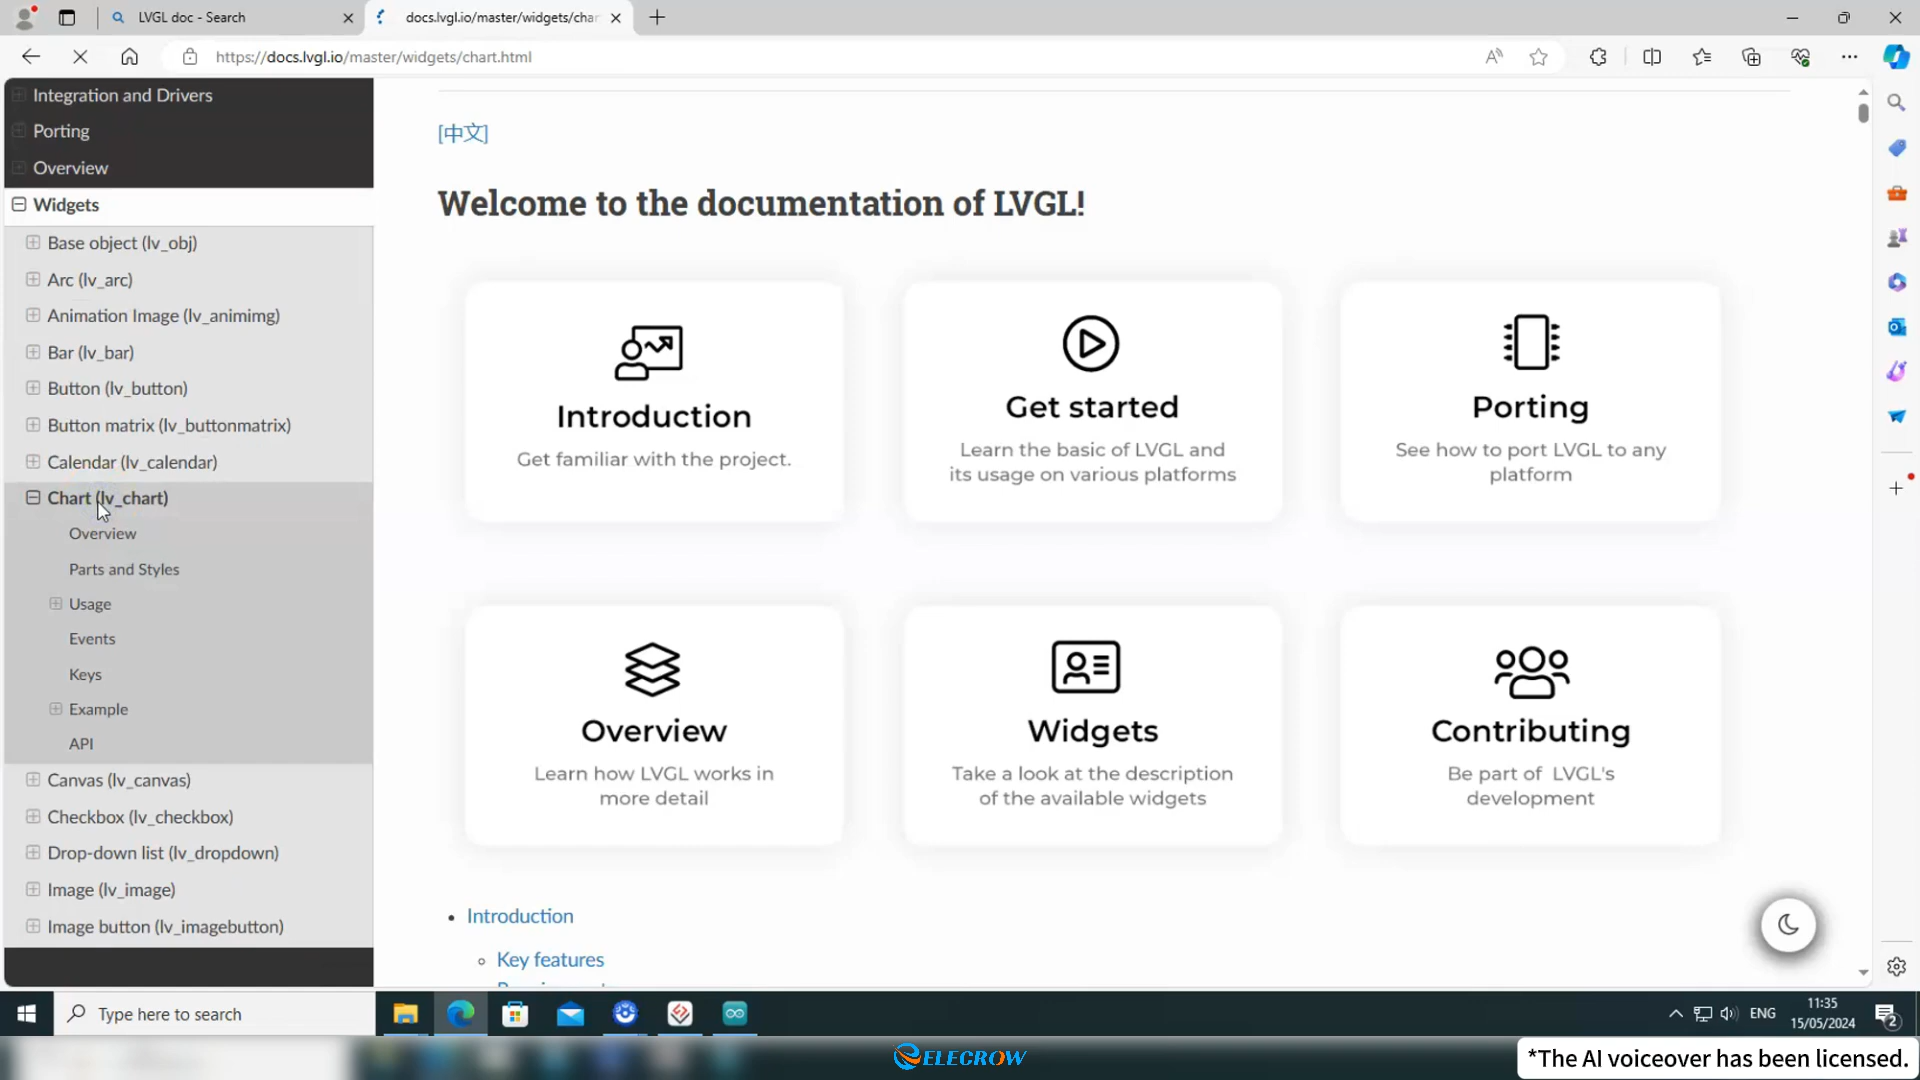 LVGL doc - Search
docs.lvgl.io/master/widgets/char
https://docs.lvgl.io/master/widgets/chart.html
Integration and Drivers
Porting
Overview
Widgets
Base object (lv_obj)
Arc (lv_arc)
Animation Image (lv_animimg)
Bar (lv_bar)
Button (lv_button)
Button matrix (lv_buttonmatrix)
Calendar (lv_calendar)
Chart (lv_chart)
Overview
Parts and Styles
Usage
Events
Keys
Example
API
Canvas (lv_canvas)
Checkbox (lv_checkbox)
Drop-down list (lv_dropdown)
Image (lv_image)
Image button (lv_imagebutton)
[中文]
Welcome to the documentation of LVGL!
Introduction
Get familiar with the project.
Get started
Learn the basic of LVGL and
its usage on various platforms
Porting
See how to port LVGL to any
platform
Overview
Learn how LVGL works in
more detail
Widgets
Take a look at the description
of the available widgets
Contributing
Be part of LVGL's
development
Introduction
Key features
Type here to search
ENG
11:35
15/05/2024
2
ELECROW
*The AI voiceover has been licensed.